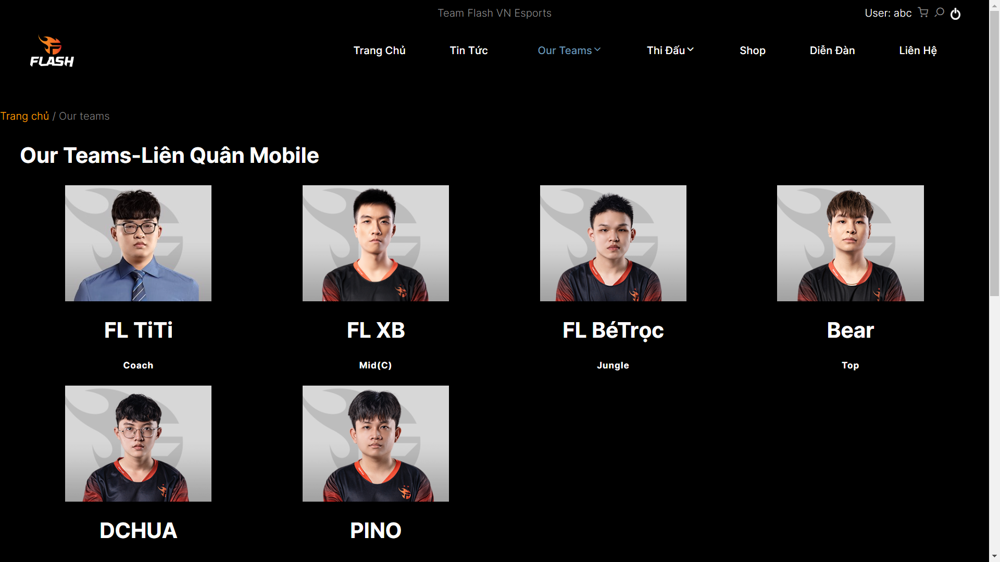 Team Flash VN Esports
User: abc
FLASH
Trang Chủ
Tin Tức
Our Teams
Thi Đấu
Shop
Diễn Đàn
Liên Hệ
Trang chủ / Our teams
Our Teams-Liên Quân Mobile
FL TiTi
FL XB
FL BéTrọc
Bear
Coach
Mid(C)
Jungle
Top
DCHUA
PINO